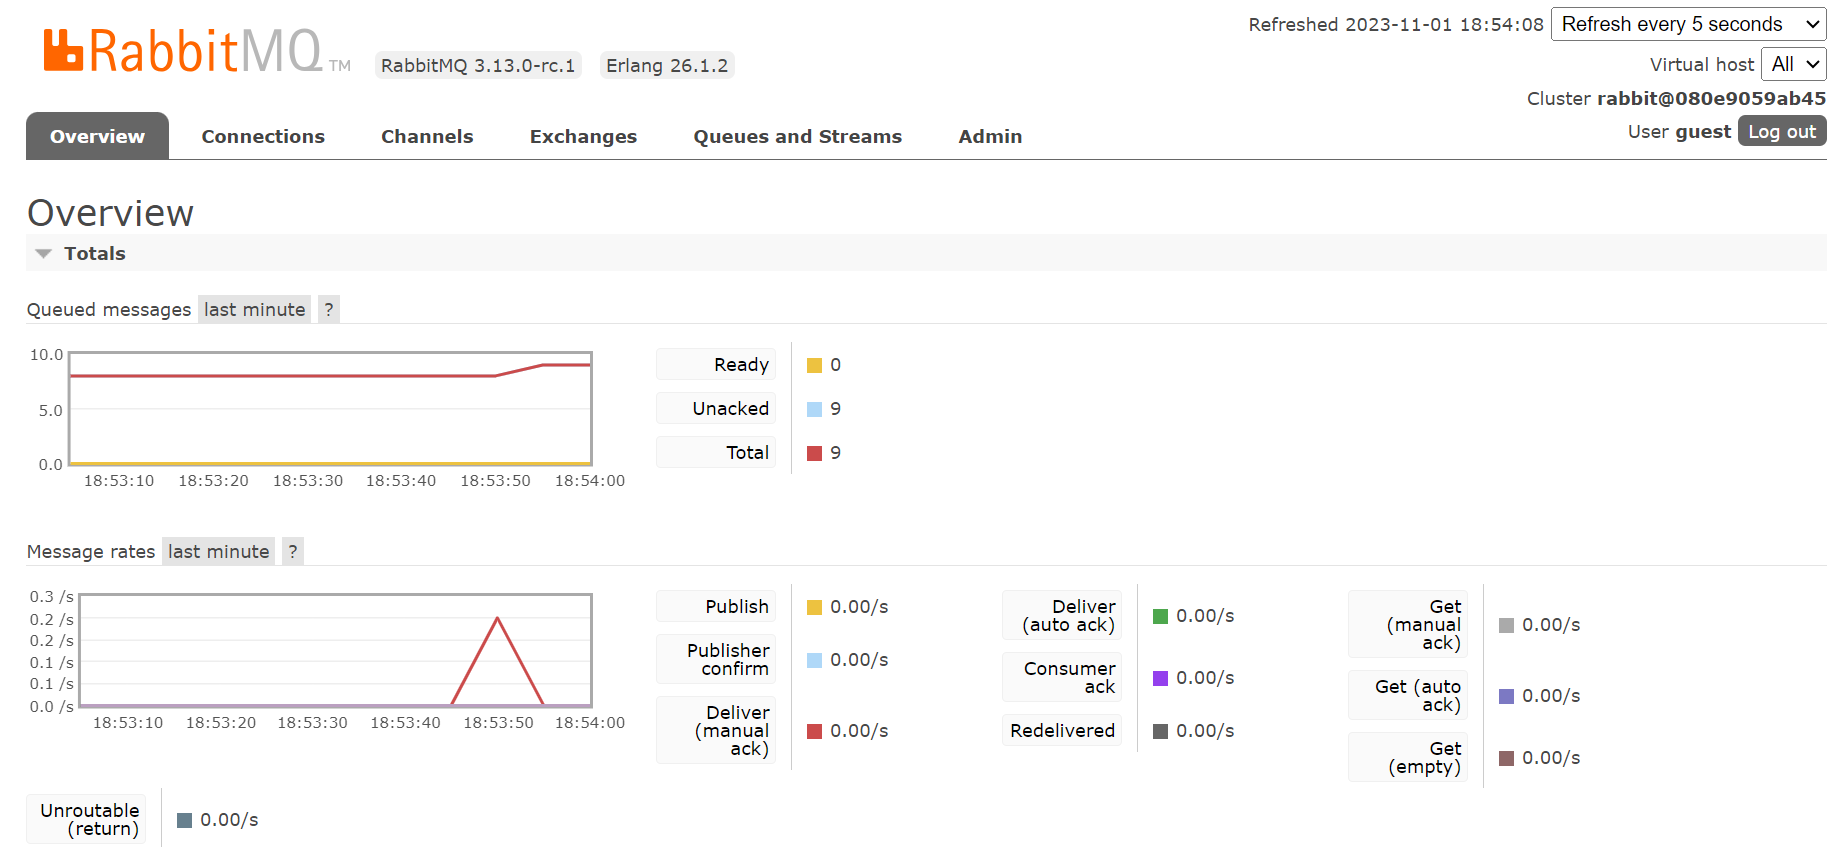 RabbitMQ TM
RabbitMQ 3.13.0-rc.1
Erlang 26.1.2
Refreshed 2023-11-01 18:54:08
Refresh every 5 seconds
Virtual host
All
Cluster rabbit@080e9059ab45
User guest
Log out
Overview
Connections
Channels
Exchanges
Queues and Streams
Admin
Overview
Totals
Queued messages last minute ?
10.0
5.0
0.0
18:53:10 18:53:20 18:53:30 18:53:40 18:53:50 18:54:00
Ready
0
Unacked
9
Total
9
Message rates last minute ?
0.3 /s
0.2 /s
0.2 /s
0.1 /s
0.1 /s
0.0 /s
18:53:10 18:53:20 18:53:30 18:53:40 18:53:50 18:54:00
Publish
0.00/s
Publisher
confirm
0.00/s
Deliver
(manual
ack)
0.00/s
Deliver
(auto ack)
0.00/s
Consumer
ack
0.00/s
Redelivered
0.00/s
Get
(manual
ack)
0.00/s
Get (auto
ack)
0.00/s
Get
(empty)
0.00/s
Unroutable
(return)
0.00/s